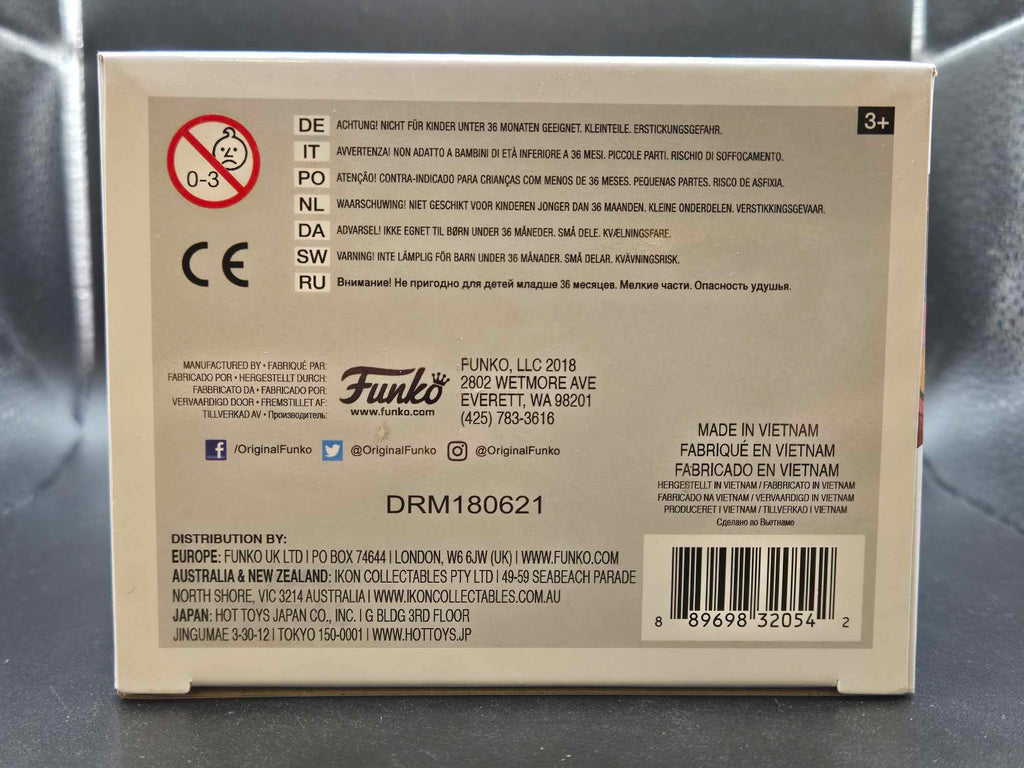 0-3
3+
DE ACHTUNG! NICHT FÜR KINDER UNTER 36 MONATEN GEEIGNET. KLEINTEILE. ERSTICKUNGSGEFAHR.
IT AVVERTENZA! NON ADATTO A BAMBINI DI ETÀ INFERIORE A 36 MESI. PICCOLE PARTI. RISCHIO DI SOFFOCAMENTO.
PO ATENÇÃO! CONTRA-INDICADO PARA CRIANÇAS COM MENOS DE 36 MESES. PEQUENAS PARTES. RISCO DE ASFIXIA.
NL WAARSCHUWING! NIET GESCHIKT VOOR KINDEREN JONGER DAN 36 MAANDEN. KLEINE ONDERDELEN. VERSTIKKINGSGEVAAR.
DA ADVARSEL! IKKE EGNET TIL BØRN UNDER 36 MÅNEDER. SMÅ DELE. KVÆLNINGSFARE.
SW VARNING! INTE LÄMPLIG FÖR BARN UNDER 36 MÅNADER. SMÅ DELAR. KVÄVNINGSRISK.
RU Внимание! Не пригодно для детей младше 36 месяцев. Мелкие части. Опасность удушья.
CE
MANUFACTURED BY • FABRIQUÉ PAR:
FABRICADO POR • HERGESTELLT DURCH:
FABBRICATO DA • FABRICADO POR:
VERVAARDIGD DOOR • FREMSTILLET AF:
TILLVERKAD AV • Производитель:
Funko
www.funko.com
FUNKO, LLC 2018
2802 WETMORE AVE
EVERETT, WA 98201
(425) 783-3616
/OriginalFunko @OriginalFunko @OriginalFunko
DRM180621
MADE IN VIETNAM
FABRIQUÉ EN VIETNAM
FABRICADO EN VIETNAM
HERGESTELLT IN VIETNAM / FABBRICATO IN VIETNAM
FABRICADO NA VIETNAM / VERVAARDIGD IN VIETNAM
PRODUCERET I VIETNAM / TILLVERKAD I VIETNAM
Сделано во Вьетнаме
DISTRIBUTION BY:
EUROPE: FUNKO UK LTD | PO BOX 74644 | LONDON, W6 6JW (UK) | WWW.FUNKO.COM
AUSTRALIA & NEW ZEALAND: IKON COLLECTABLES PTY LTD | 49-59 SEABEACH PARADE
NORTH SHORE, VIC 3214 AUSTRALIA | WWW.IKONCOLLECTABLES.COM.AU
JAPAN: HOT TOYS JAPAN CO., INC. | G BLDG 3RD FLOOR
JINGUMAE 3-30-12 | TOKYO 150-0001 | WWW.HOTTOYS.JP
8 89698 32054 2